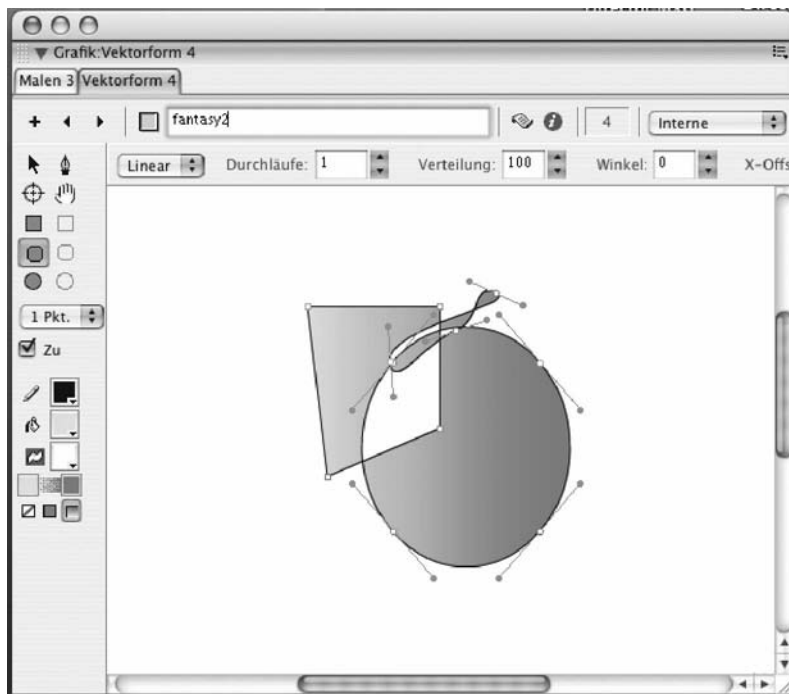 Grafik:Vektorform 4
Malen 3 Vektorform 4
fantasy2 4 Interne
Linear Durchläufe: 1 Verteilung: 100 Winkel: 0 X-Offs
1 Pkt.
Zu